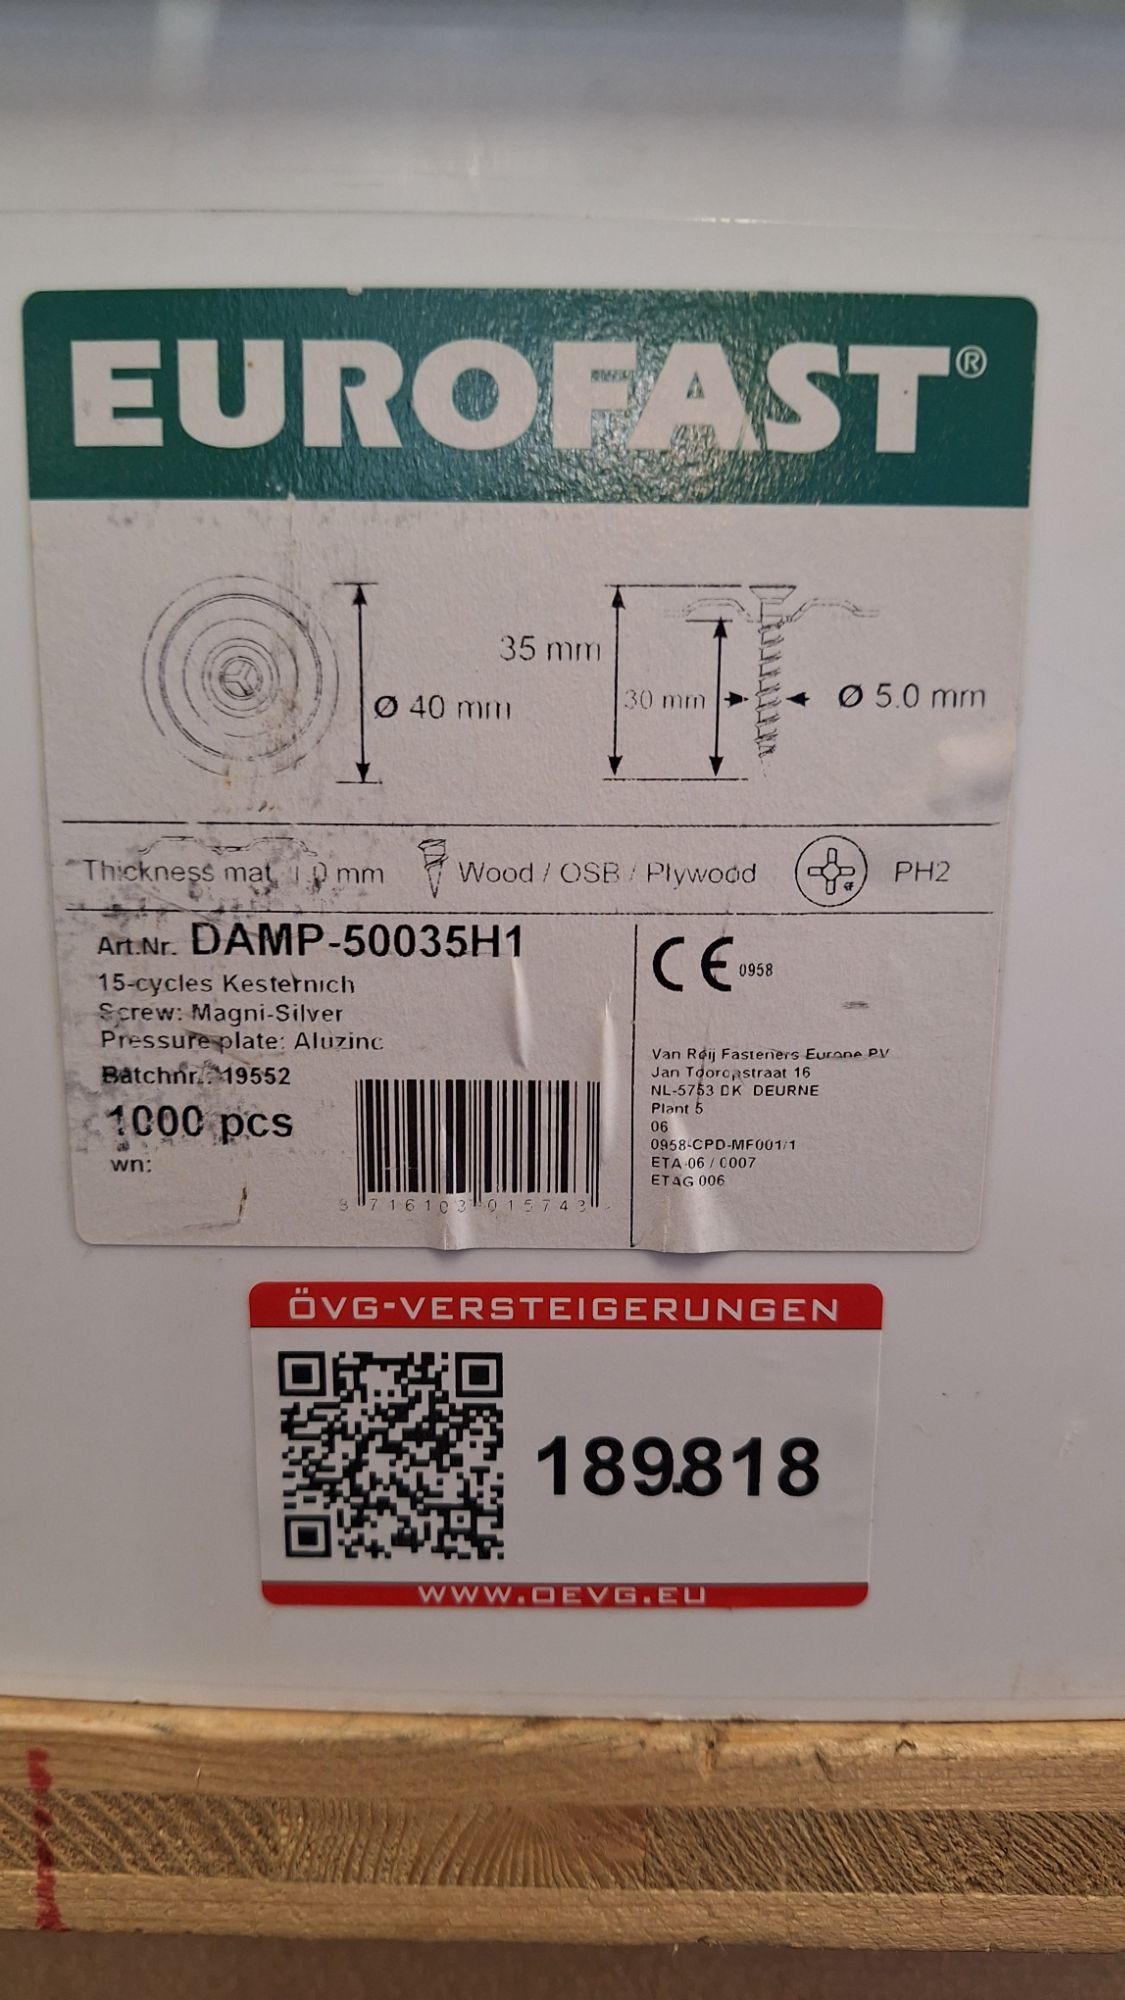 EUROFAST®
35 mm
30 mm
Ø 40 mm
Ø 5.0 mm
Thickness mat. 1.0 mm
Wood / OSB / Plywood
PH2
Art.Nr. DAMP-50035H1
15-cycles Kesternich
Screw: Magni-Silver
Pressure plate: Aluzinc
Batchnr.: 19552
1000 pcs
wn:
8 716103 015743
CE 0958
Van Roij Fasteners Europe BV
Jan Tooropstraat 16
NL-5753 DK DEURNE
Plant 5
06
0958-CPD-MF001/1
ETA-06 / 0007
ETAG 006
ÖVG-VERSTEIGERUNGEN
189.818
WWW.OEVG.EU